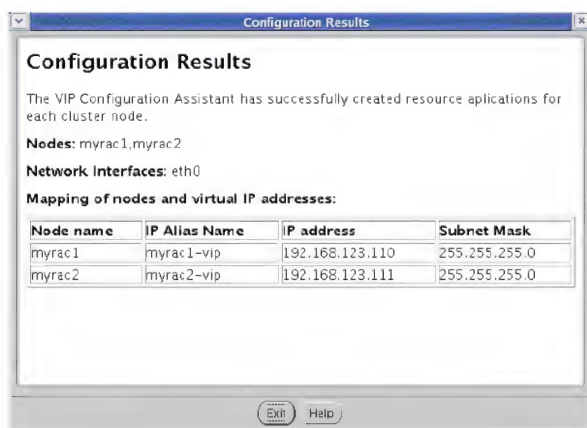 Configuration Results
Configuration Results
The VIP Configuration Assistant has successfully created resource aplications for
each cluster node.
Nodes: myrac1,myrac2
Network Interfaces: eth0
Mapping of nodes and virtual IP addresses:
Node name IP Alias Name IP address Subnet Mask
myrac1 myrac1-vip 192.168.123.110 255.255.255.0
myrac2 myrac2-vip 192.168.123.111 255.255.255.0
Exit Help